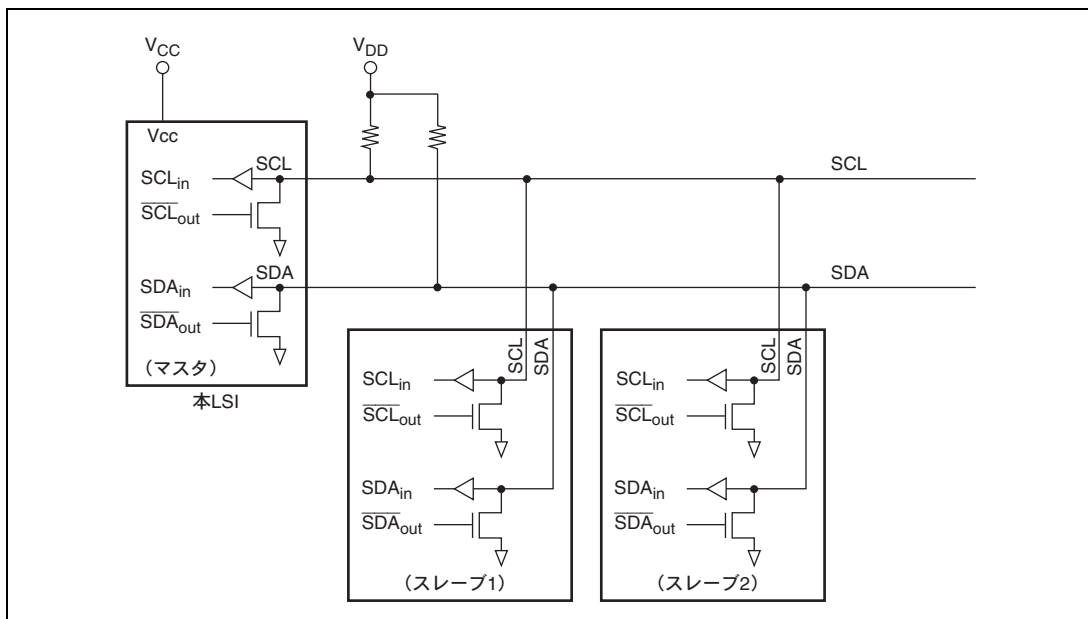 VCC
VDD
Vcc
SCL
SCLin
SCLout
SDA
SDAin
SDAout
(マスタ)
本LSI
SCL
SDA
SCL
SDA
SCLin
SCLout
SDAin
SDAout
(スレーブ1)
SCL
SDA
SCLin
SCLout
SDAin
SDAout
(スレーブ2)